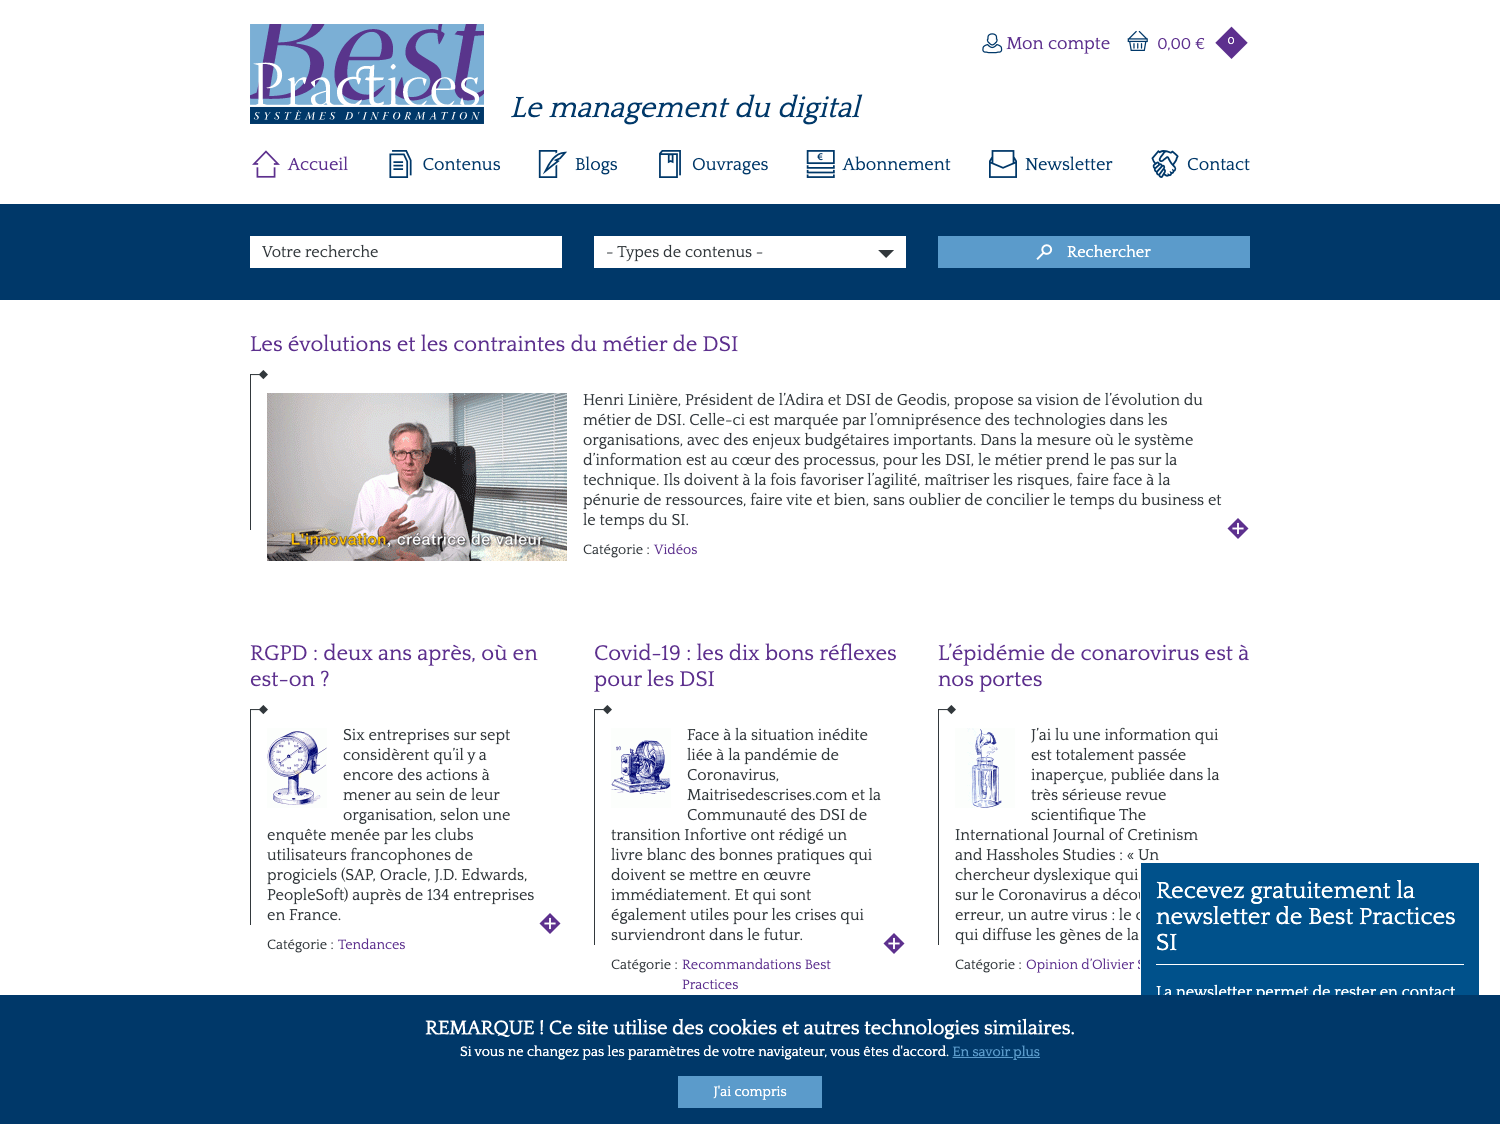 Best
Practices
SYSTÈMES D'INFORMATION
Le management du digital
Mon compte
0,00 €
0
Accueil
Contenus
Blogs
Ouvrages
Abonnement
Newsletter
Contact
Votre recherche
- Types de contenus -
Rechercher
Les évolutions et les contraintes du métier de DSI
L'innovation, créatrice de valeur
Henri Linière, Président de l’Adira et DSI de Geodis, propose sa vision de l’évolution du
métier de DSI. Celle-ci est marquée par l’omniprésence des technologies dans les
organisations, avec des enjeux budgétaires importants. Dans la mesure où le système
d’information est au cœur des processus, pour les DSI, le métier prend le pas sur la
technique. Ils doivent à la fois favoriser l’agilité, maîtriser les risques, faire face à la
pénurie de ressources, faire vite et bien, sans oublier de concilier le temps du business et
le temps du SI.
Catégorie : Vidéos
RGPD : deux ans après, où en
est-on ?
Six entreprises sur sept
considèrent qu’il y a
encore des actions à
mener au sein de leur
organisation, selon une
enquête menée par les clubs
utilisateurs francophones de
progiciels (SAP, Oracle, J.D. Edwards,
PeopleSoft) auprès de 134 entreprises
en France.
Catégorie : Tendances
Covid-19 : les dix bons réflexes
pour les DSI
Face à la situation inédite
liée à la pandémie de
Coronavirus,
Maitrisedescrises.com et la
Communauté des DSI de
transition Infortive ont rédigé un
livre blanc des bonnes pratiques qui
doivent se mettre en œuvre
immédiatement. Et qui sont
également utiles pour les crises qui
surviendront dans le futur.
Catégorie : Recommandations Best
Practices
L’épidémie de conarovirus est à
nos portes
J’ai lu une information qui
est totalement passée
inaperçue, publiée dans la
très sérieuse revue
scientifique The
International Journal of Cretinism
and Hassholes Studies : « Un
chercheur dyslexique qui
sur le Coronavirus a
erreur, un autre virus : le
qui diffuse les gènes de la
Catégorie : Opinion d’Olivier
Recevez gratuitement la
newsletter de Best Practices
SI
La newsletter permet de rester en contact
REMARQUE ! Ce site utilise des cookies et autres technologies similaires.
Si vous ne changez pas les paramètres de votre navigateur, vous êtes d'accord. En savoir plus
J'ai compris